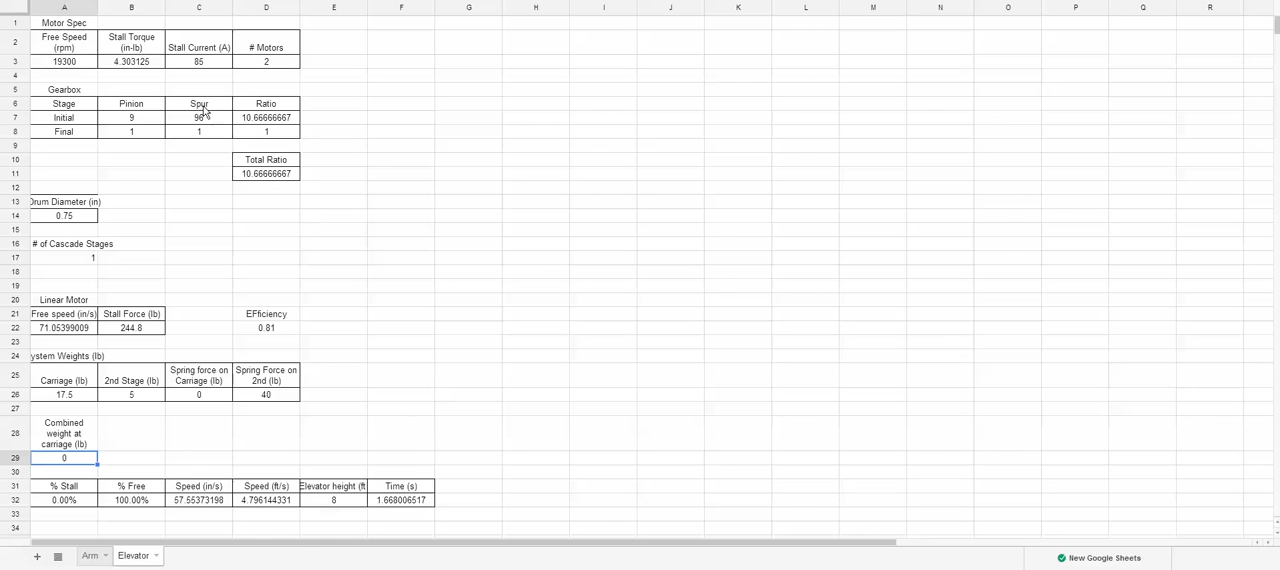 A B C D E F G H I J K L M N O P Q R
1 Motor Spec
2 Free Speed (rpm) Stall Torque (in-lb) Stall Current (A) # Motors
3 19300 4.303125 85 2
4
5 Gearbox
6 Stage Pinion Spur Ratio
7 Initial 9 96 10.66666667
8 Final 1 1 1
9
10 Total Ratio
11 10.66666667
12
13 Drum Diameter (in)
14 0.75
15
16 # of Cascade Stages
17 1
18
19
20 Linear Motor
21 Free speed (in/s) Stall Force (lb) EFficiency
22 71.05399009 244.8 0.81
23
24 ystem Weights (lb)
25 Carriage (lb) 2nd Stage (lb) Spring force on Carriage (lb) Spring Force on 2nd (lb)
26 17.5 5 0 40
27
28 Combined weight at carriage (lb)
29 0
30
31 % Stall % Free Speed (in/s) Speed (ft/s) Elevator height (ft Time (s)
32 0.00% 100.00% 57.55373198 4.796144331 8 1.668006517
33
34
+ Arm Elevator New Google Sheets